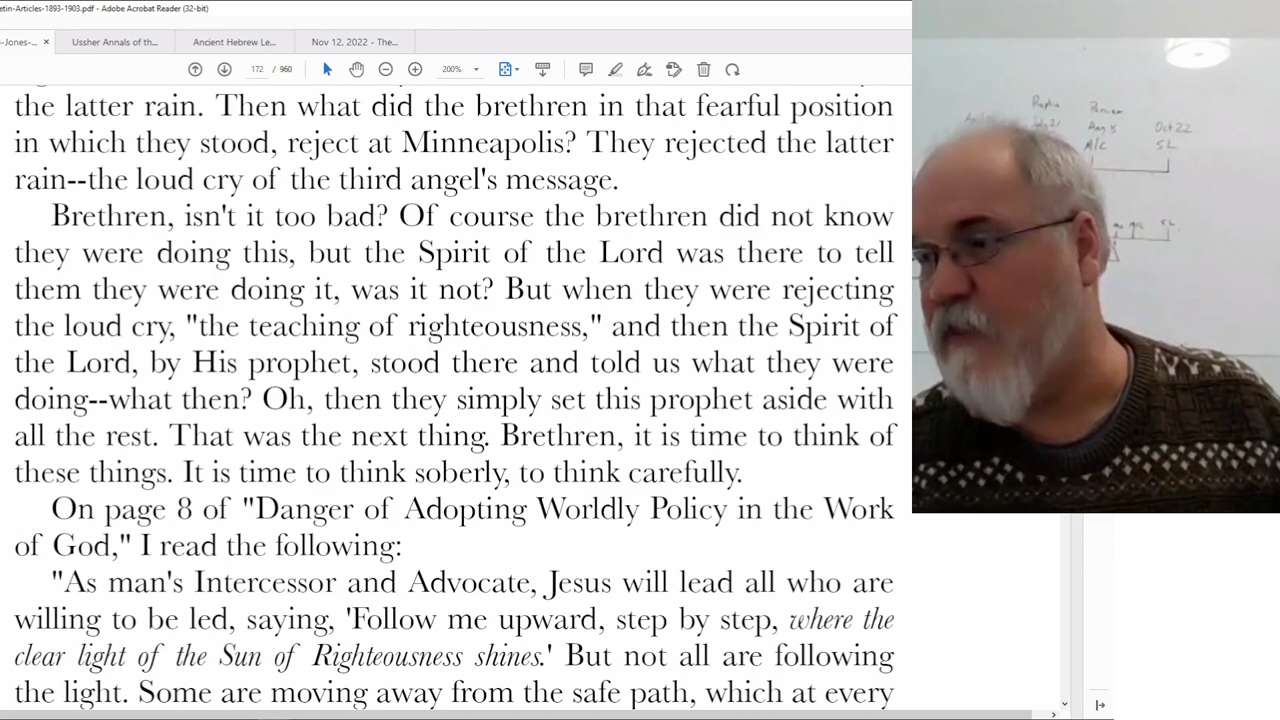 etin-Articles-1893-1903.pdf - Adobe Acrobat Reader (32-bit)
-Jones-... × Ussher Annals of th... Ancient Hebrew Le... Nov 12. 2022 - The...
172 / 960 200%
the latter rain. Then what did the brethren in that fearful position
in which they stood, reject at Minneapolis? They rejected the latter
rain--the loud cry of the third angel's message.
Brethren, isn't it too bad? Of course the brethren did not know
they were doing this, but the Spirit of the Lord was there to tell
them they were doing it, was it not? But when they were rejecting
the loud cry, "the teaching of righteousness," and then the Spirit of
the Lord, by His prophet, stood there and told us what they were
doing--what then? Oh, then they simply set this prophet aside with
all the rest. That was the next thing. Brethren, it is time to think of
these things. It is time to think soberly, to think carefully.
On page 8 of "Danger of Adopting Worldly Policy in the Work
of God," I read the following:
"As man's Intercessor and Advocate, Jesus will lead all who are
willing to be led, saying, 'Follow me upward, step by step, where the
clear light of the Sun of Righteousness shines.' But not all are following
the light. Some are moving away from the safe path, which at every
Oct 22
SL